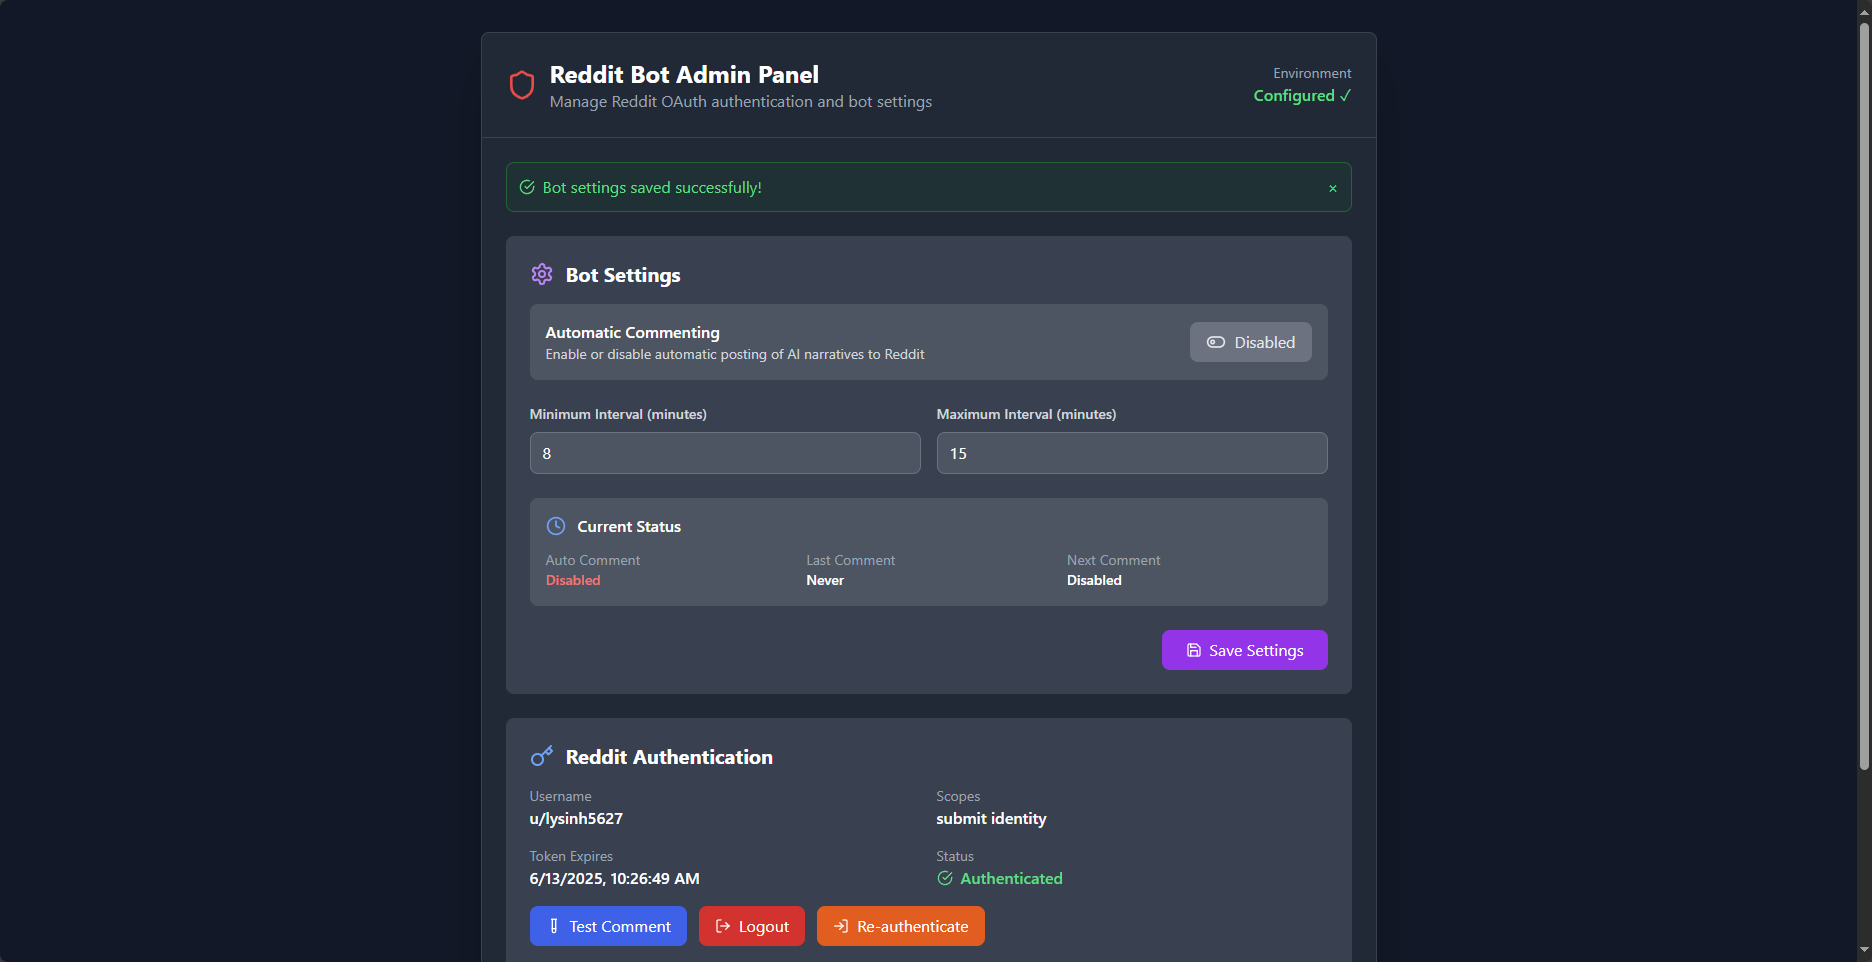 Reddit Bot Admin Panel
Manage Reddit OAuth authentication and bot settings
Environment
Configured ✓
Bot settings saved successfully!
×
Bot Settings
Automatic Commenting
Enable or disable automatic posting of AI narratives to Reddit
Disabled
Minimum Interval (minutes)
Maximum Interval (minutes)
8
15
Current Status
Auto Comment
Last Comment
Next Comment
Disabled
Never
Disabled
Save Settings
Reddit Authentication
Username
Scopes
u/lysinh5627
submit identity
Token Expires
Status
6/13/2025, 10:26:49 AM
Authenticated
Test Comment
Logout
Re-authenticate